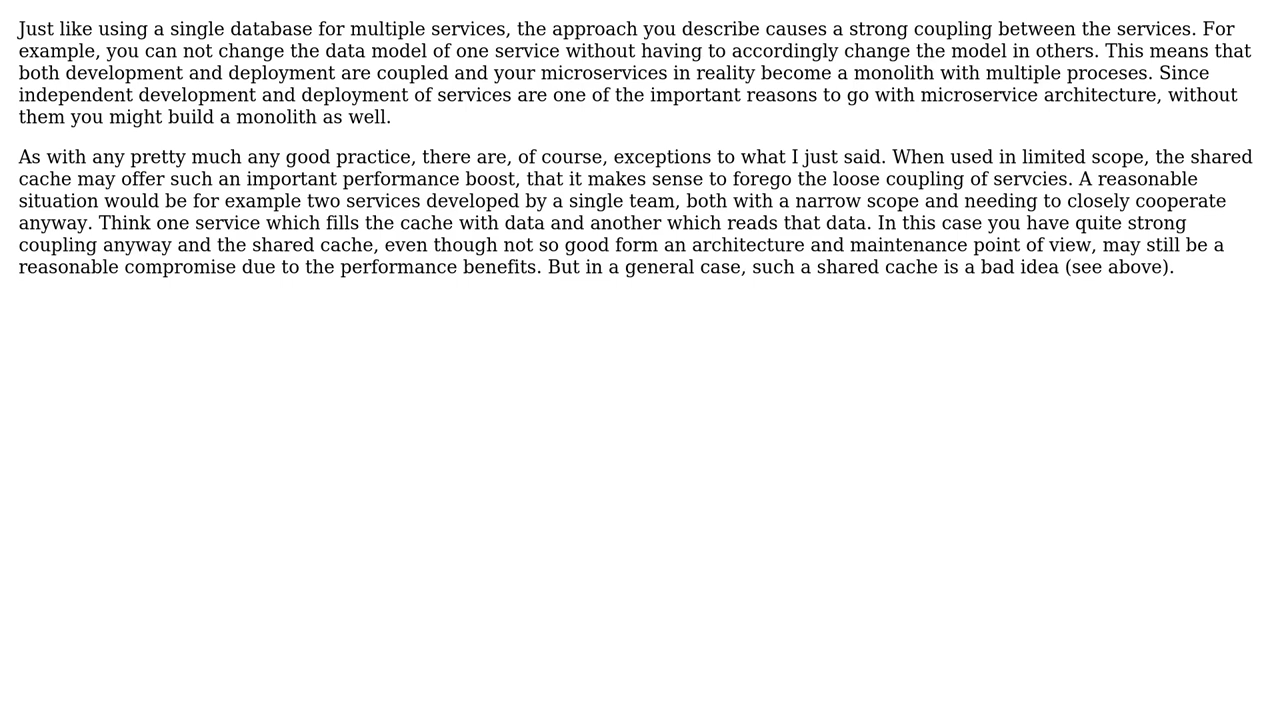 Just like using a single database for multiple services, the approach you describe causes a strong coupling between the services. For
example, you can not change the data model of one service without having to accordingly change the model in others. This means that
both development and deployment are coupled and your microservices in reality become a monolith with multiple proceses. Since
independent development and deployment of services are one of the important reasons to go with microservice architecture, without
them you might build a monolith as well.
As with any pretty much any good practice, there are, of course, exceptions to what I just said. When used in limited scope, the shared
cache may offer such an important performance boost, that it makes sense to forego the loose coupling of servcies. A reasonable
situation would be for example two services developed by a single team, both with a narrow scope and needing to closely cooperate
anyway. Think one service which fills the cache with data and another which reads that data. In this case you have quite strong
coupling anyway and the shared cache, even though not so good form an architecture and maintenance point of view, may still be a
reasonable compromise due to the performance benefits. But in a general case, such a shared cache is a bad idea (see above).